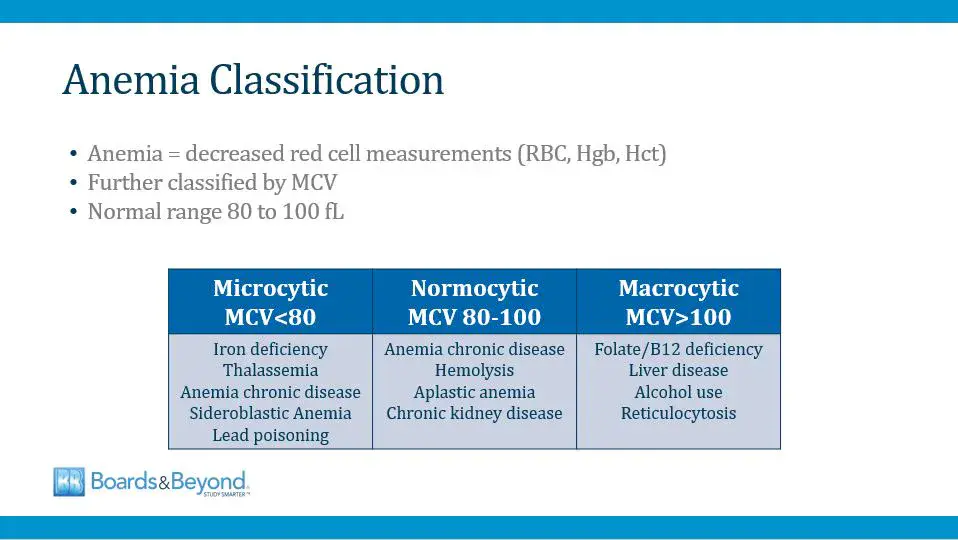 Anemia Classification
• Anemia = decreased red cell measurements (RBC, Hgb, Hct)
• Further classified by MCV
• Normal range 80 to 100 fL
Microcytic
MCV<80
Normocytic
MCV 80-100
Macrocytic
MCV>100
Iron deficiency
Thalassemia
Anemia chronic disease
Sideroblastic Anemia
Lead poisoning
Anemia chronic disease
Hemolysis
Aplastic anemia
Chronic kidney disease
Folate/B12 deficiency
Liver disease
Alcohol use
Reticulocytosis
BB Boards&Beyond.
STUDY SMARTER ™